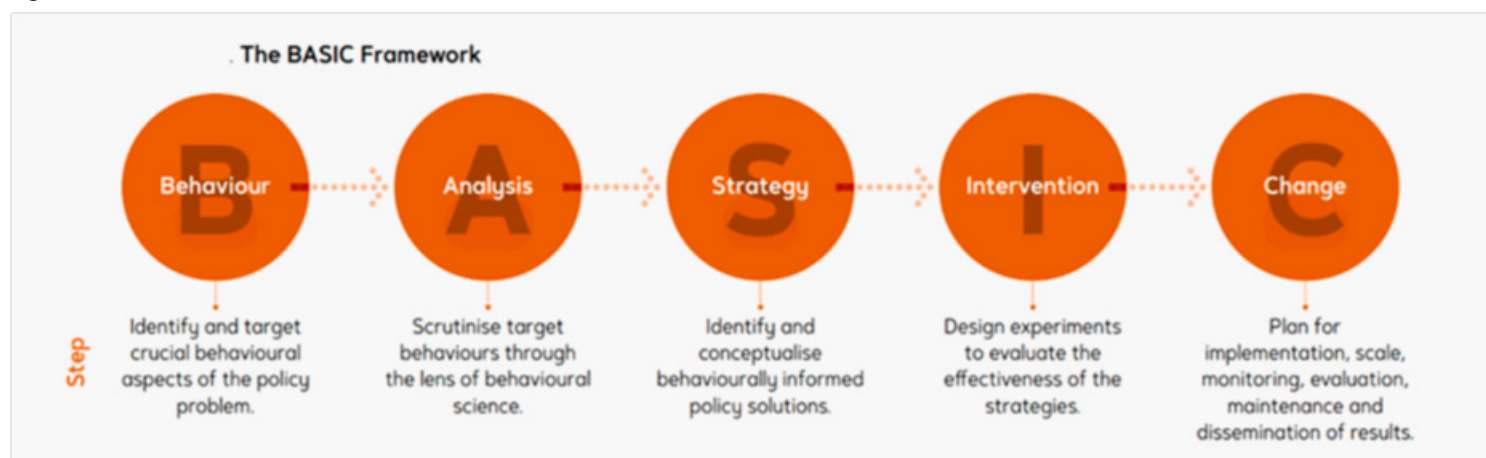 . The BASIC Framework
B
Behaviour
A
Analysis
S
Strategy
I
Intervention
C
Change
Step
Identify and target
crucial behavioural
aspects of the policy
problem.
Scrutinise target
behaviours through
the lens of behavioural
science.
Identify and
conceptualise
behaviourally informed
policy solutions.
Design experiments
to evaluate the
effectiveness of the
strategies.
Plan for
implementation, scale,
monitoring, evaluation,
maintenance and
dissemination of results.